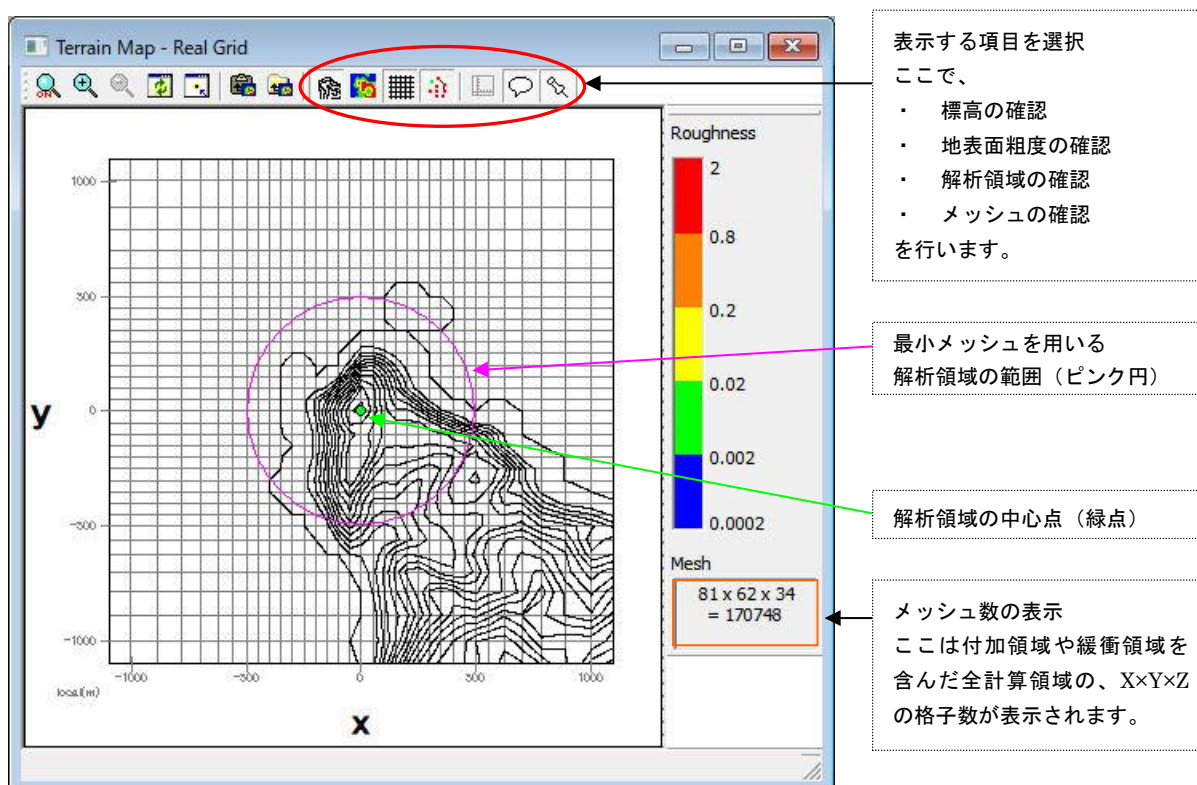 Terrain Map - Real Grid
ON
Roughness
2
0.8
0.2
0.02
0.002
0.0002
Mesh
81 x 62 x 34
= 170748
1000
500
0
-500
-1000
y
-1000
-500
0
500
1000
local(m)
x
表示する項目を選択
ここで、
・ 標高の確認
・ 地表面粗度の確認
・ 解析領域の確認
・ メッシュの確認
を行います。
最小メッシュを用いる
解析領域の範囲（ピンク円）
解析領域の中心点（緑点）
メッシュ数の表示
ここは付加領域や緩衝領域を
含んだ全計算領域の、X×Y×Z
の格子数が表示されます。